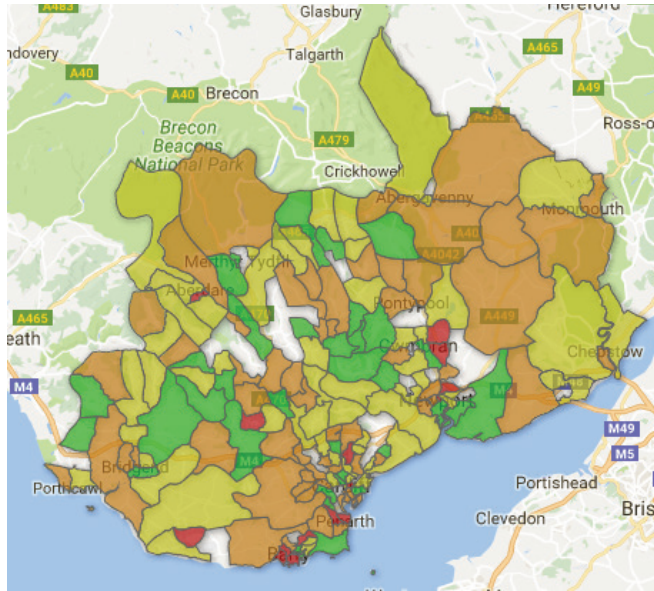 A483
Glasbury
Hereford
ndovery
Talgarth
A465
A40
A40
Brecon
A49
Brecon
Beacons
National Park
A479
Ross-o
Crickhowell
Abergavenny
Monmouth
A40
Merthyr Tydfil
A4042
Aberdare
Pontypool
A465
A449
eath
Cwmbran
Chepstow
M4
M4
M48
M49
M4
M5
Bridgend
Porthcawl
Portishead
Penarth
Clevedon
Bris
Barry